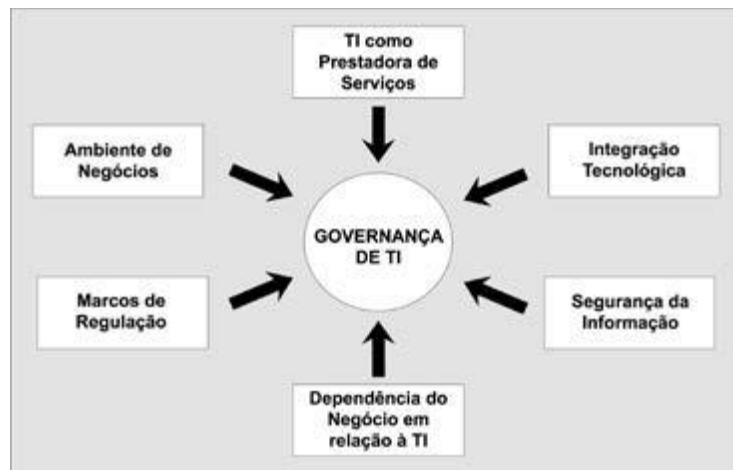 TI como
Prestadora de
Serviços
Ambiente de
Negócios
Integração
Tecnológica
GOVERNANÇA
DE TI
Marcos de
Regulação
Segurança da
Informação
Dependência do
Negócio em
relação à TI